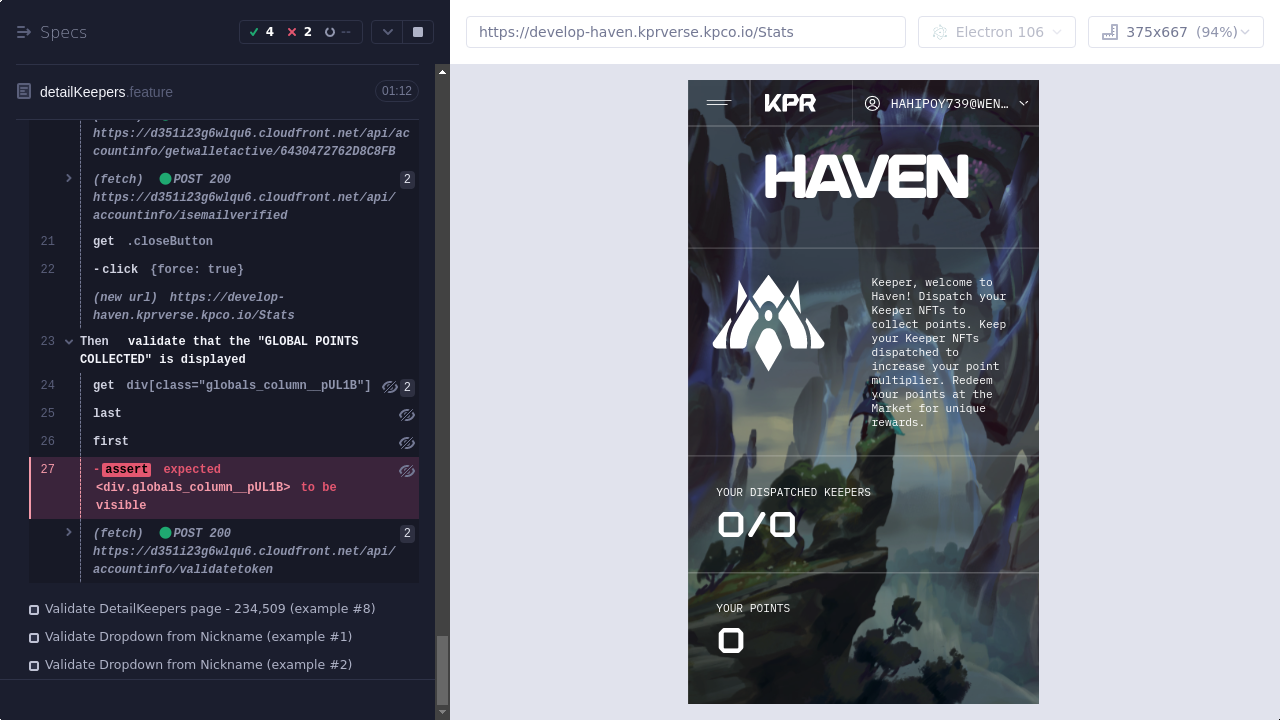 Specs
4
2
--
https://develop-haven.kprverse.kpco.io/Stats
Electron 106
375x667 (94%)
detailKeepers.feature
01:12
https://d351i23g6wlqu6.cloudfront.net/api/ac
countinfo/getwalletactive/6430472762D8C8FB
(fetch) POST 200
2
https://d351i23g6wlqu6.cloudfront.net/api/
accountinfo/isemailverified
21 get .closeButton
22 -click {force: true}
(new url) https://develop-
haven.kprverse.kpco.io/Stats
23 Then validate that the "GLOBAL POINTS
COLLECTED" is displayed
24 get div[class="globals_column__pUL1B"] 2
25 last
26 first
27 -assert expected
<div.globals_column__pUL1B> to be
visible
(fetch) POST 200
2
https://d351i23g6wlqu6.cloudfront.net/api/
accountinfo/validatetoken
Validate DetailKeepers page - 234,509 (example #8)
Validate Dropdown from Nickname (example #1)
Validate Dropdown from Nickname (example #2)
KPR
HAHIPOY739@WEN…
HAVEN
Keeper, welcome to
Haven! Dispatch your
Keeper NFTs to
collect points. Keep
your Keeper NFTs
dispatched to
increase your point
multiplier. Redeem
your points at the
Market for unique
rewards.
YOUR DISPATCHED KEEPERS
0/0
YOUR POINTS
0